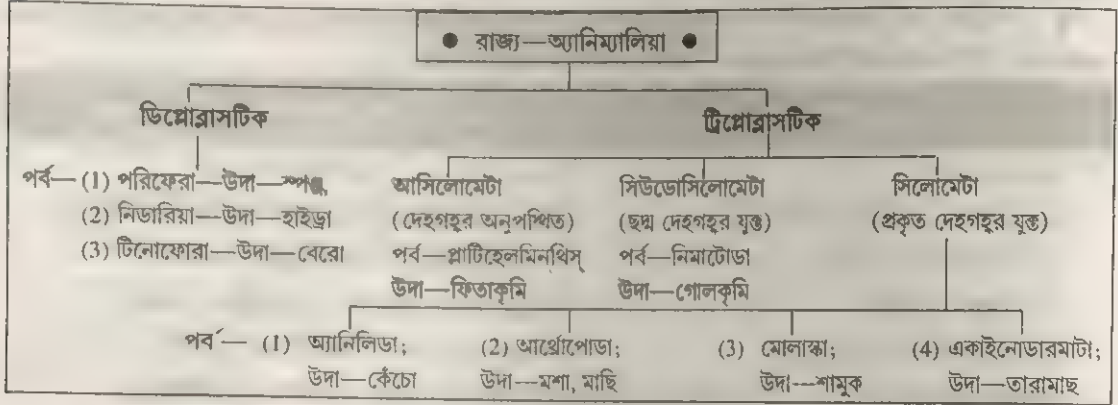 ● রাজ্য—অ্যানিম্যালিয়া ●
ডিপ্লোব্লাসটিক
ট্রিপ্লোব্লাসটিক
পর্ব— (1) পরিফেরা—উদা—স্পঞ্জ
(2) নিডারিয়া—উদা—হাইড্রা
(3) টিনোফোরা—উদা—বেরো
আসিলোমেটা
(দেহগহ্বর অনুপস্থিত)
পর্ব—প্লাটিহেলমিনথিস্
উদা—ফিতাকৃমি
সিউডোসিলোমেটা
(ছদ্ম দেহগহ্বর যুক্ত)
পর্ব—নিমাটোডা
উদা—গোলকৃমি
সিলোমেটা
(প্রকৃত দেহগহ্বর যুক্ত)
পর্ব— (1) অ্যানিলিডা;
উদা—কেঁচো
(2) আর্থ্রোপোডা;
উদা—মশা, মাছি
(3) মোলাস্কা;
উদা—শামুক
(4) একাইনোডারমাটা;
উদা—তারামাছ